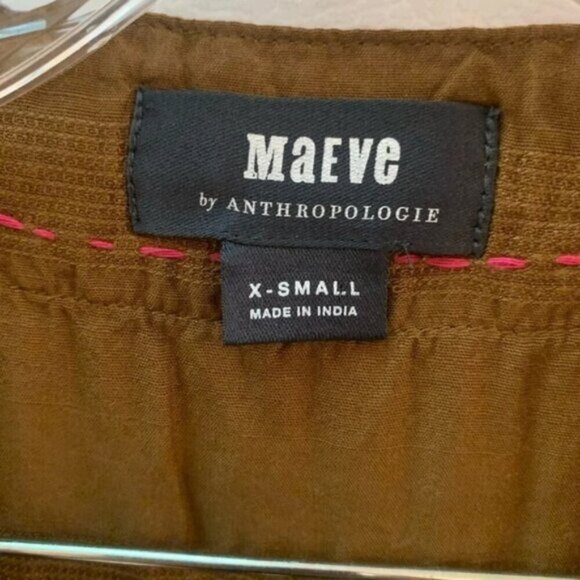 MaEVe
by ANTHROPOLOGIE
X-SMALL
MADE IN INDIA